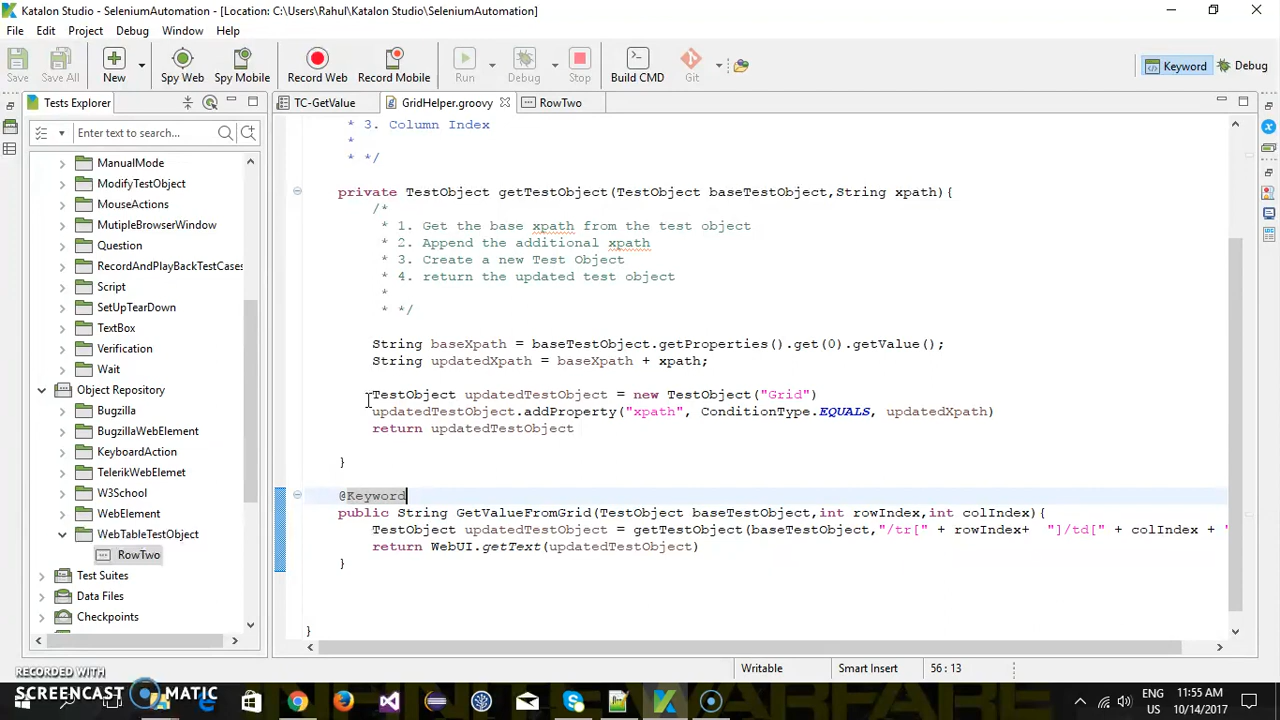 Katalon Studio - SeleniumAutomation - [Location: C:\Users\Rahul\Katalon Studio\SeleniumAutomation]
File Edit Project Debug Window Help
Save Save All New Spy Web Spy Mobile Record Web Record Mobile Run Debug Stop Build CMD Git Keyword Debug
Tests Explorer
TC-GetValue GridHelper.groovy RowTwo
Enter text to search...
ManualMode
ModifyTestObject
MouseActions
MutipleBrowserWindow
Question
RecordAndPlayBackTestCases
Script
SetUpTearDown
TextBox
Verification
Wait
Object Repository
Bugzilla
BugzillaWebElement
KeyboardAction
TelerikWebElemet
W3School
WebElement
WebTableTestObject
RowTwo
Test Suites
Data Files
Checkpoints
* 3. Column Index
*
* */
private TestObject getTestObject(TestObject baseTestObject,String xpath){
/*
* 1. Get the base xpath from the test object
* 2. Append the additional xpath
* 3. Create a new Test Object
* 4. return the updated test object
*
* */
String baseXpath = baseTestObject.getProperties().get(0).getValue();
String updatedXpath = baseXpath + xpath;
TestObject updatedTestObject = new TestObject("Grid")
updatedTestObject.addProperty("xpath", ConditionType.EQUALS, updatedXpath)
return updatedTestObject
}
@Keyword
public String GetValueFromGrid(TestObject baseTestObject,int rowIndex,int colIndex){
TestObject updatedTestObject = getTestObject(baseTestObject,"/tr[" + rowIndex+ "]/td[" + colIndex + "
return WebUI.getText(updatedTestObject)
}
}
Writable Smart Insert 56 : 13
RECORDED WITH
SCREENCAST MATIC
ENG
US
11:55 AM
10/14/2017